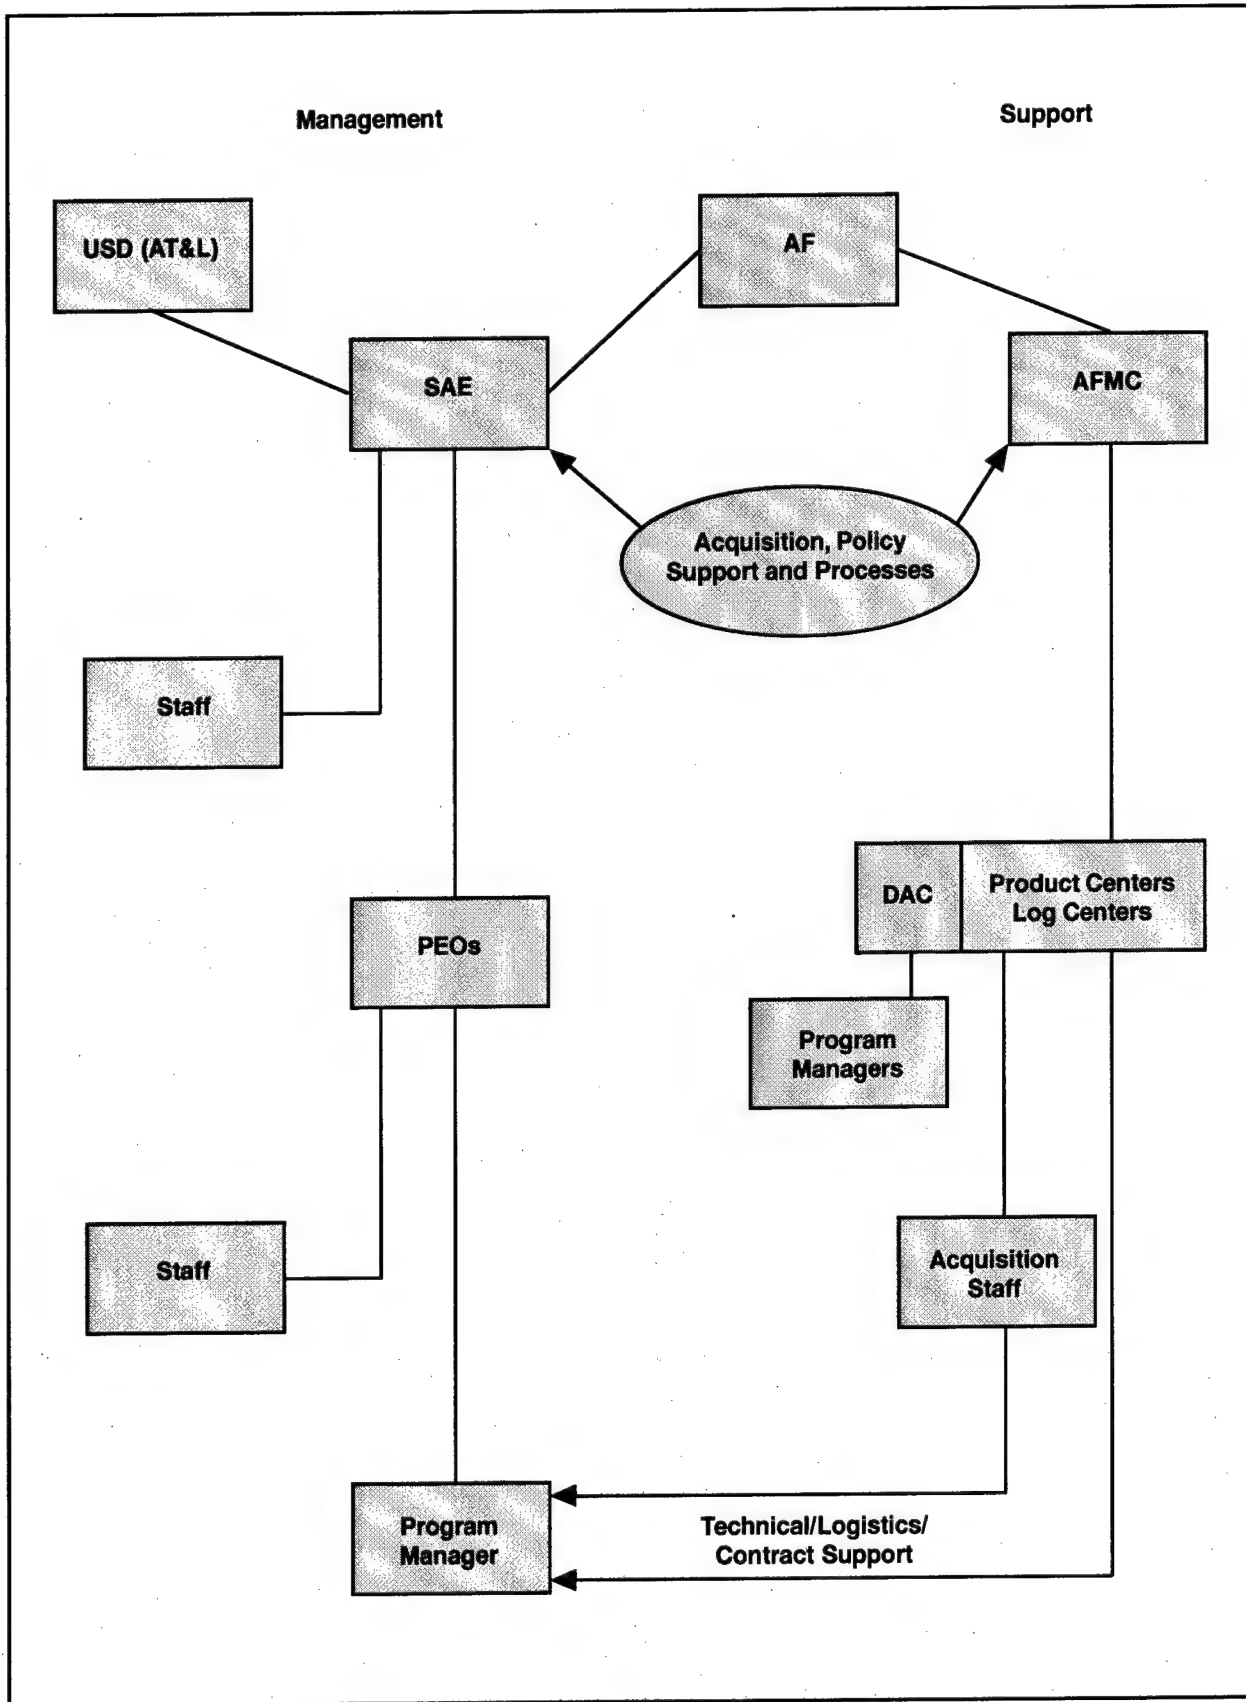 Management
Support
USD (AT&L)
AF
SAE
AFMC
Acquisition, Policy
Support and Processes
Staff
DAC
Product Centers
Log Centers
PEOs
Program
Managers
Staff
Acquisition
Staff
Program
Manager
Technical/Logistics/
Contract Support